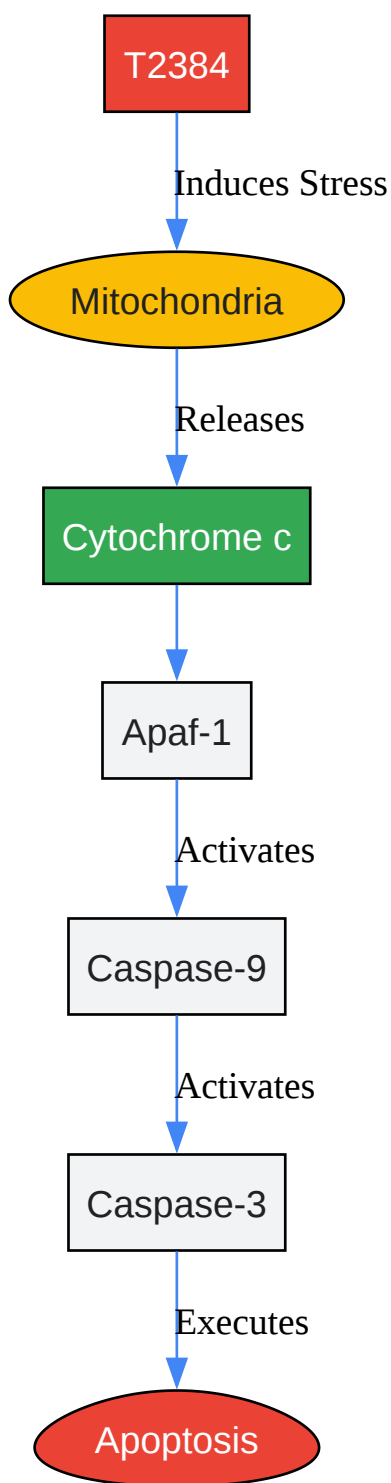 T2384
Induces Stress
Mitochondria
Releases
Cytochrome c
Apaf-1
Activates
Caspase-9
Activates
Caspase-3
Executes
Apoptosis